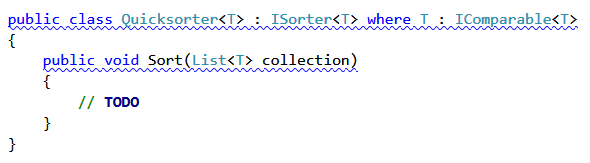 public class Quicksorter<T> : ISorter<T> where T : IComparable<T>
{
    public void Sort(List<T> collection)
    {
        // TODO
    }
}